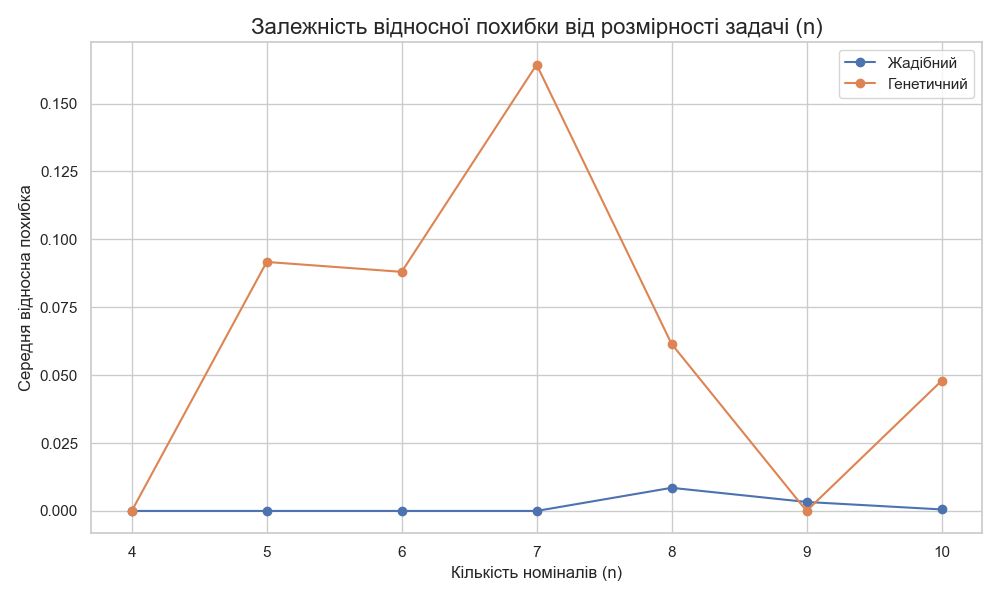 Залежність відносної похибки від розмірності задачі (n)
Жадібний
Генетичний
Середня відносна похибка
0.150
0.125
0.100
0.075
0.050
0.025
0.000
4 5 6 7 8 9 10
Кількість номіналів (n)